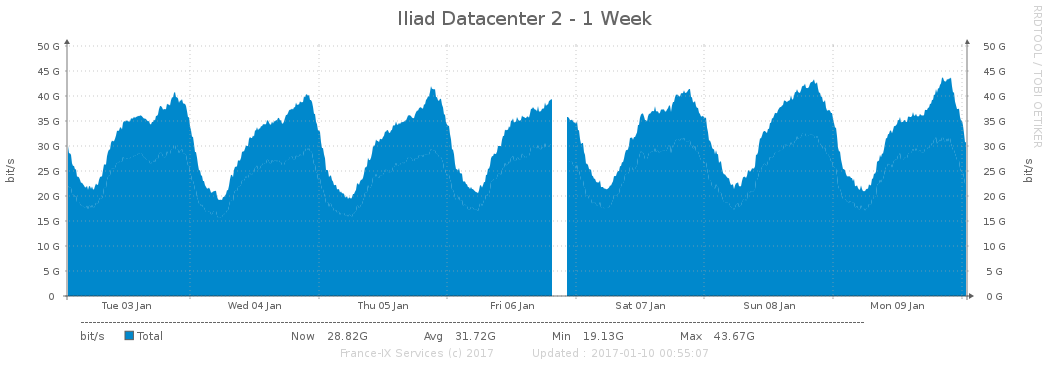 Iliad Datacenter 2 - 1 Week
RRDTOOL / TOBI OETIKER
50 G 50 G
45 G 45 G
40 G 40 G
35 G 35 G
30 G 30 G
25 G 25 G
20 G 20 G
15 G 15 G
10 G 10 G
5 G 5 G
0 0 G
bit/s bit/s
Tue 03 Jan Wed 04 Jan Thu 05 Jan Fri 06 Jan Sat 07 Jan Sun 08 Jan Mon 09 Jan
bit/s Total Now 28.82G Avg 31.72G Min 19.13G Max 43.67G
France-IX Services (c) 2017 Updated : 2017-01-10 00:55:07